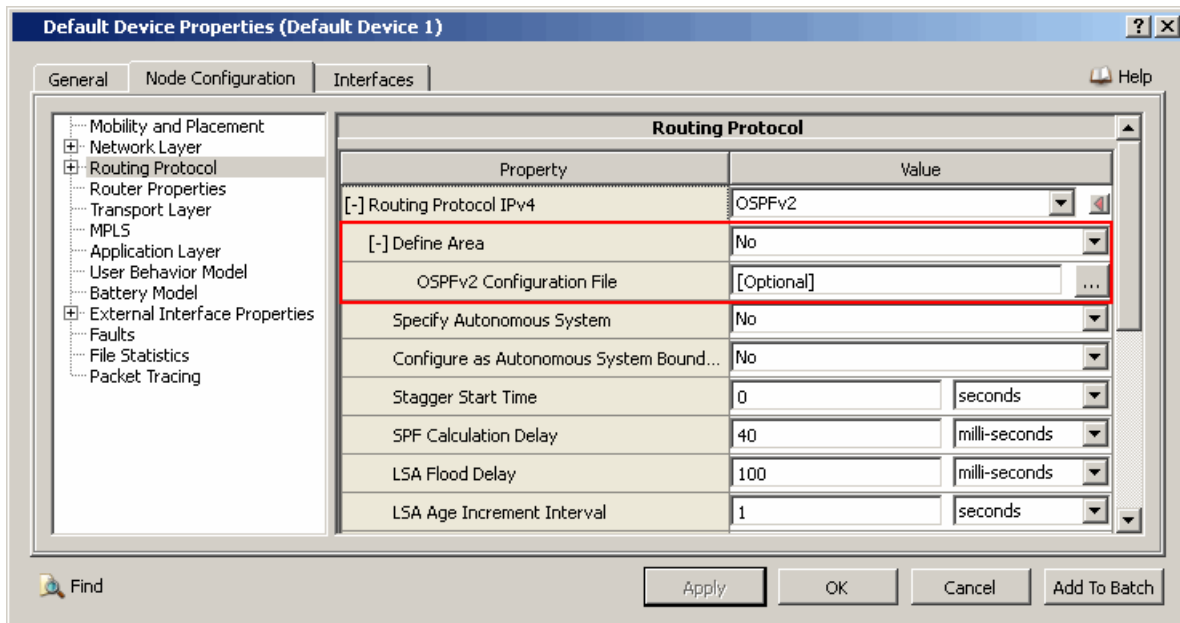 Default Device Properties (Default Device 1)
General Node Configuration Interfaces Help
Mobility and Placement
Network Layer
Routing Protocol
Router Properties
Transport Layer
MPLS
Application Layer
User Behavior Model
Battery Model
External Interface Properties
Faults
File Statistics
Packet Tracing
Routing Protocol
Property Value
[-] Routing Protocol IPv4 OSPFv2
[-] Define Area No
OSPFv2 Configuration File [Optional] ...
Specify Autonomous System No
Configure as Autonomous System Bound... No
Stagger Start Time 0 seconds
SPF Calculation Delay 40 milli-seconds
LSA Flood Delay 100 milli-seconds
LSA Age Increment Interval 1 seconds
Find Apply OK Cancel Add To Batch